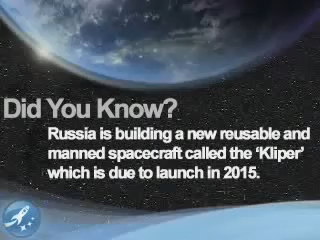 Did You Know?
Russia is building a new reusable and
manned spacecraft called the ‘Kliper’
which is due to launch in 2015.